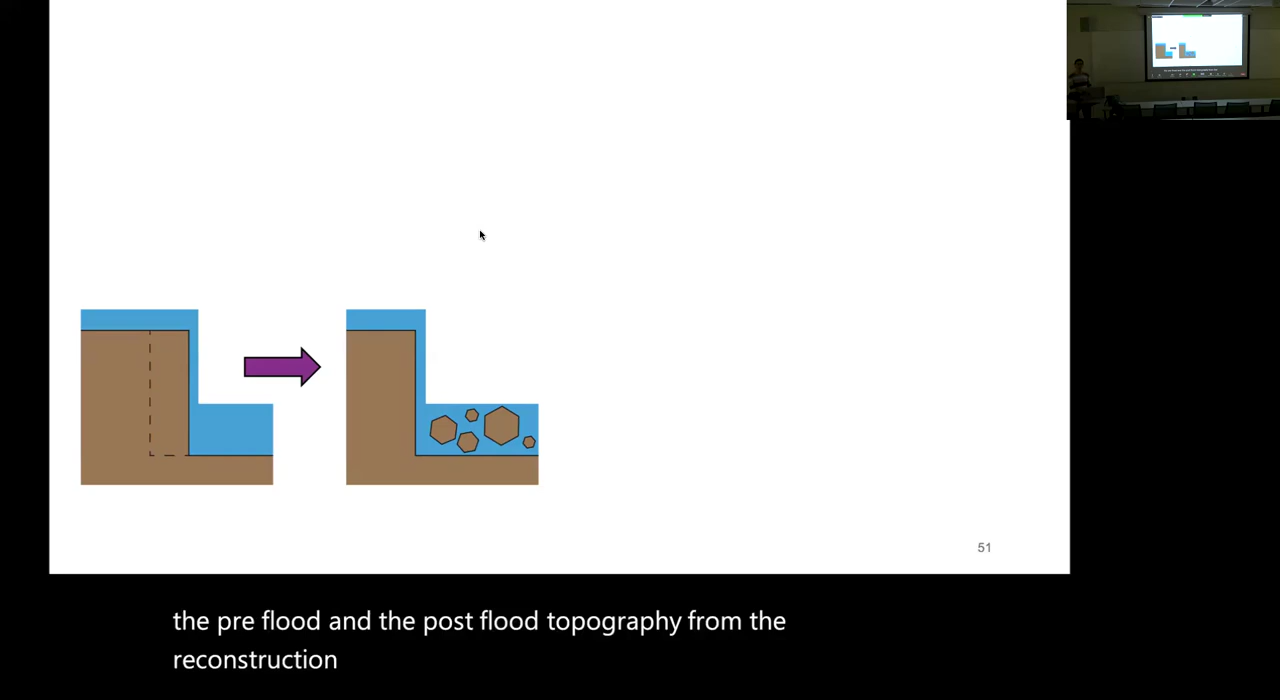 51
the pre flood and the post flood topography from the
reconstruction